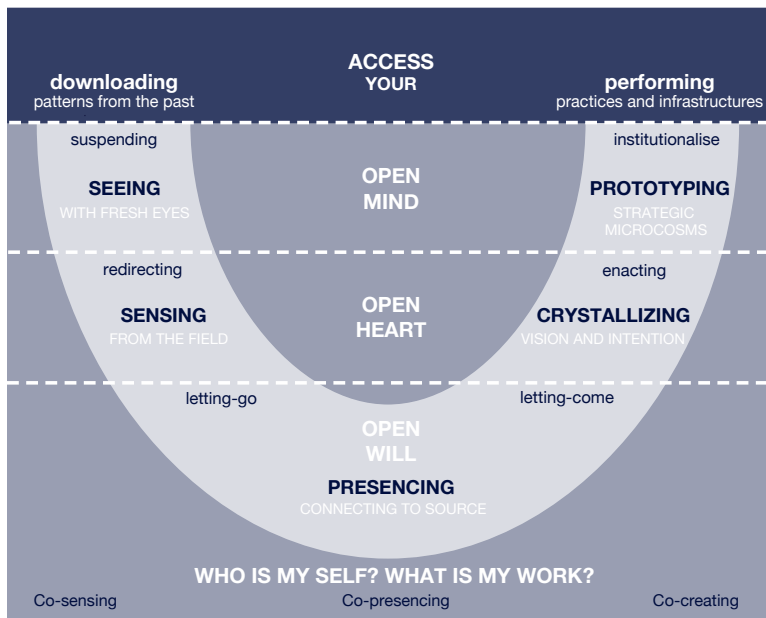 ACCESS
YOUR
downloading
patterns from the past
performing
practices and infrastructures
suspending
institutionalise
OPEN
MIND
SEEING
WITH FRESH EYES
PROTOTYPING
STRATEGIC
MICROCOSMS
redirecting
enacting
OPEN
HEART
SENSING
FROM THE FIELD
CRYSTALLIZING
VISION AND INTENTION
letting-go
letting-come
OPEN
WILL
PRESENCING
CONNECTING TO SOURCE
WHO IS MY SELF? WHAT IS MY WORK?
Co-sensing
Co-presencing
Co-creating